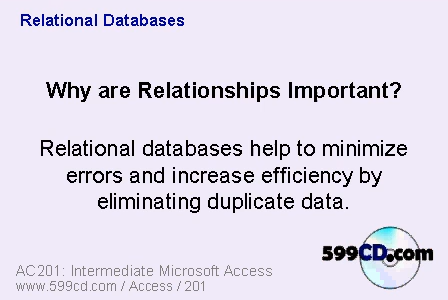 Relational Databases
Why are Relationships Important?
Relational databases help to minimize
errors and increase efficiency by
eliminating duplicate data.
599CD.com
AC201: Intermediate Microsoft Access
www.599cd.com / Access / 201